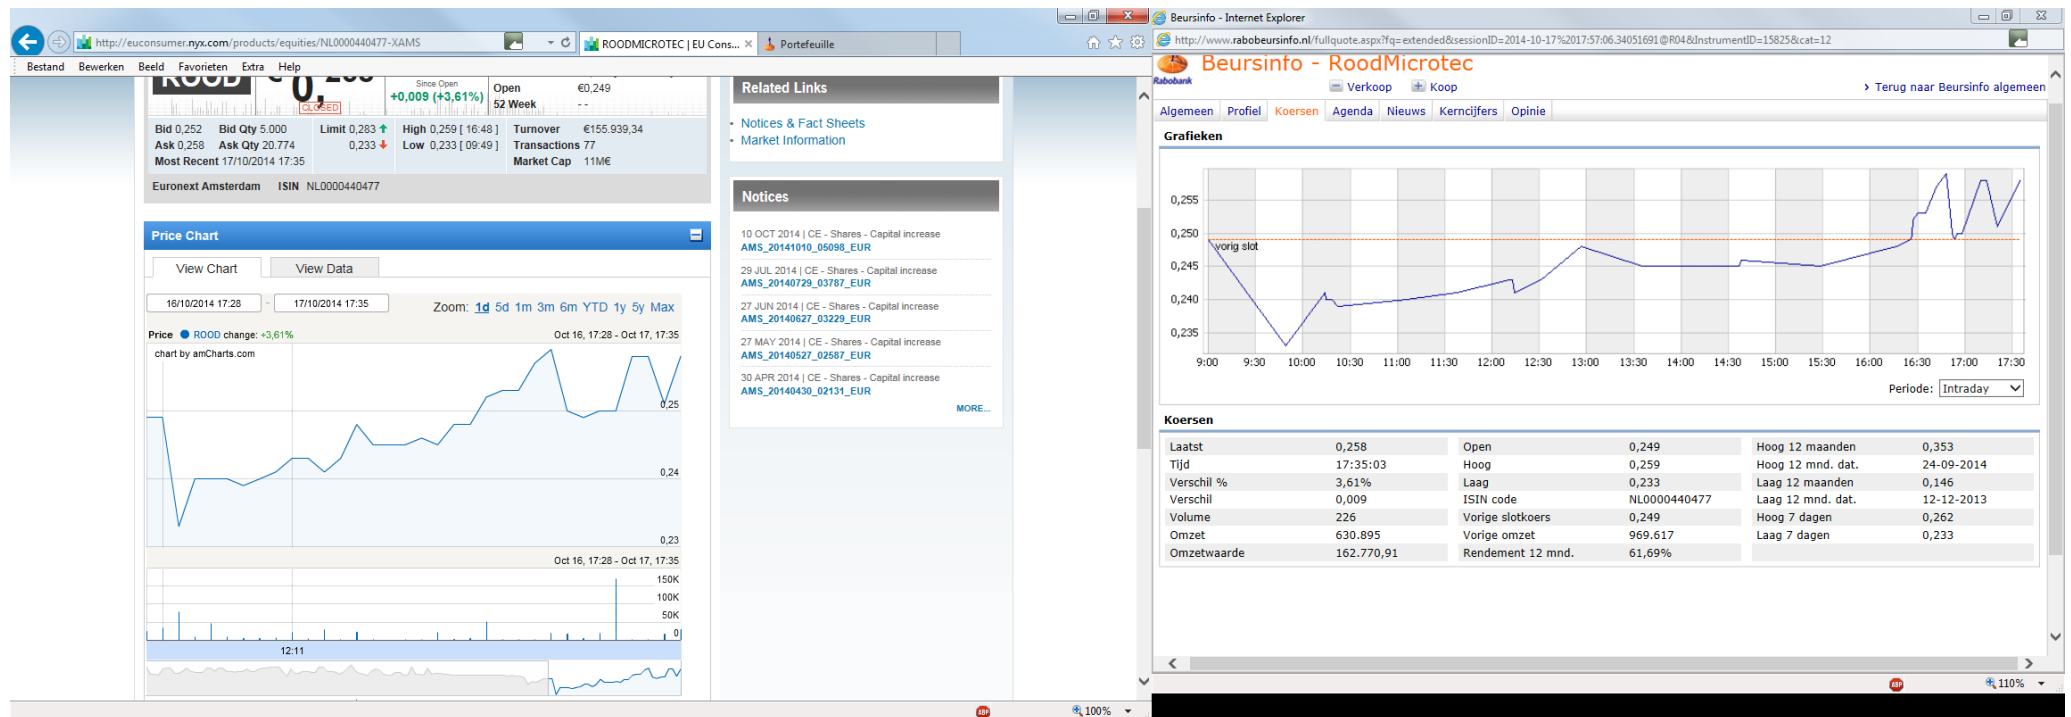 http://euconsumer.nyx.com/products/equities/NL0000440477-XAMS
ROODMICROTEC | EU Cons...
Portefeuille
Bestand Bewerken Beeld Favorieten Extra Help
ROOD
€
Since Open
+0,009 (+3,61%)
CLOSED
Open €0,249
52 Week - -
Bid 0,252 Bid Qty 5.000 Limit 0,283 High 0,259 [ 16:48 ] Turnover €155.939,34
Ask 0,258 Ask Qty 20.774 0,233 Low 0,233 [ 09:49 ] Transactions 77
Most Recent 17/10/2014 17:35 Market Cap 11M€
Euronext Amsterdam ISIN NL0000440477
Price Chart
View Chart View Data
16/10/2014 17:28 - 17/10/2014 17:35 Zoom: 1d 5d 1m 3m 6m YTD 1y 5y Max
Price ROOD change: +3,61% Oct 16, 17:28 - Oct 17, 17:35
chart by amCharts.com
0,25
0,24
0,23
Oct 16, 17:28 - Oct 17, 17:35
150K
100K
50K
0
12:11
Related Links
Notices & Fact Sheets
Market Information
Notices
10 OCT 2014 | CE - Shares - Capital increase
AMS_20141010_05098_EUR
29 JUL 2014 | CE - Shares - Capital increase
AMS_20140729_03787_EUR
27 JUN 2014 | CE - Shares - Capital increase
AMS_20140627_03229_EUR
27 MAY 2014 | CE - Shares - Capital increase
AMS_20140527_02587_EUR
30 APR 2014 | CE - Shares - Capital increase
AMS_20140430_02131_EUR
MORE...
ABP
100%
Beursinfo - Internet Explorer
http://www.rabobeursinfo.nl/fullquote.aspx?fq=extended&sessionID=2014-10-17%2017:57:06.34051691@R04&InstrumentID=15825&cat=12
Rabobank
Beursinfo - RoodMicrotec
Verkoop Koop
Terug naar Beursinfo algemeen
Algemeen Profiel Koersen Agenda Nieuws Kerncijfers Opinie
Grafieken
0,255
0,250
vorig slot
0,245
0,240
0,235
9:00 9:30 10:00 10:30 11:00 11:30 12:00 12:30 13:00 13:30 14:00 14:30 15:00 15:30 16:00 16:30 17:00 17:30
Periode: Intraday
Koersen
Laatst 0,258 Open 0,249 Hoog 12 maanden 0,353
Tijd 17:35:03 Hoog 0,259 Hoog 12 mnd. dat. 24-09-2014
Verschil % 3,61% Laag 0,233 Laag 12 maanden 0,146
Verschil 0,009 ISIN code NL0000440477 Laag 12 mnd. dat. 12-12-2013
Volume 226 Vorige slotkoers 0,249 Hoog 7 dagen 0,262
Omzet 630.895 Vorige omzet 969.617 Laag 7 dagen 0,233
Omzetwaarde 162.770,91 Rendement 12 mnd. 61,69%
ABP
110%